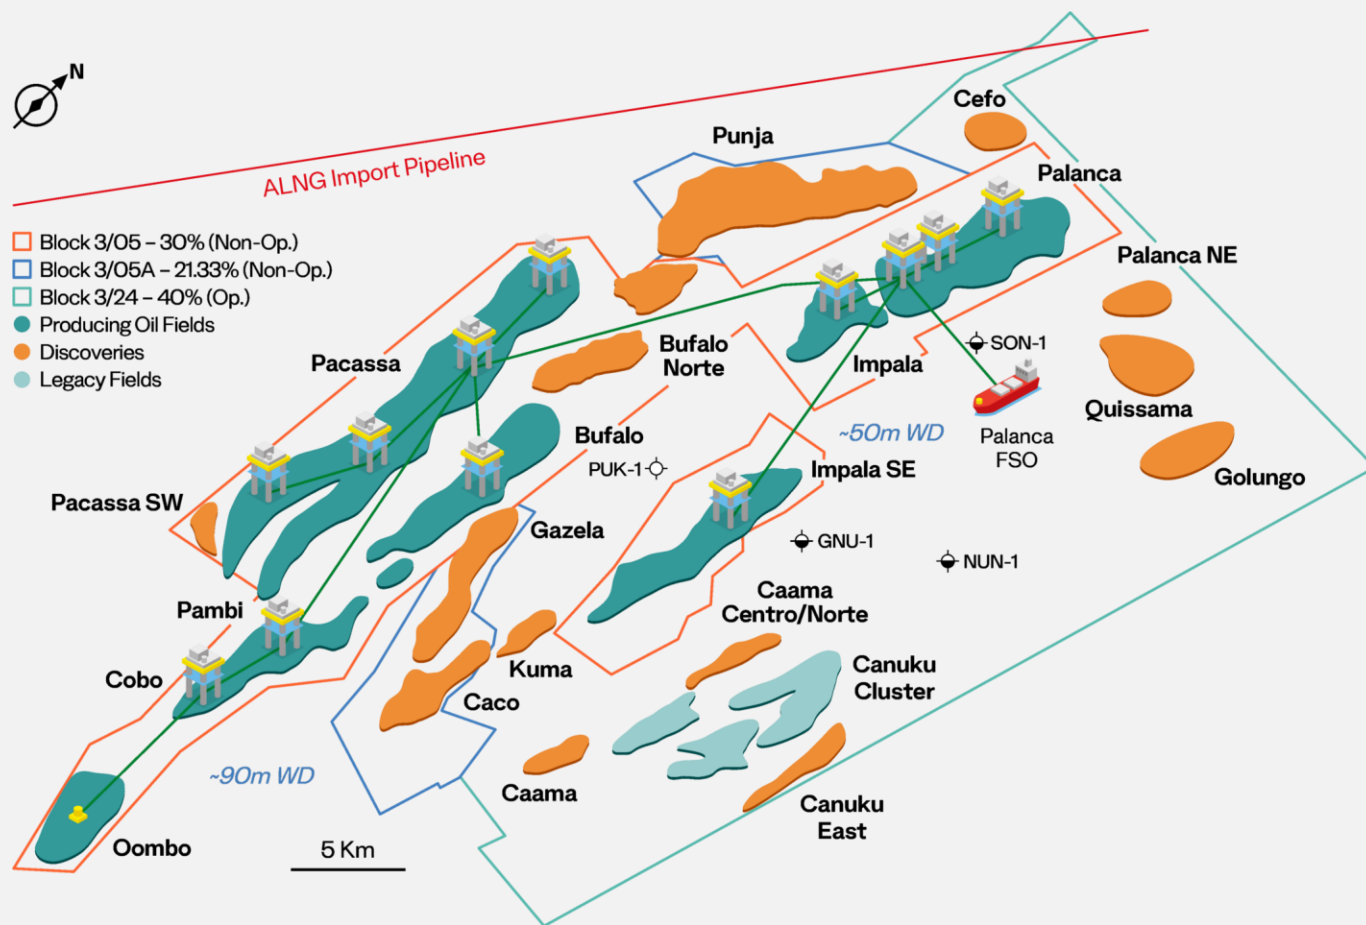 N
Cefo
Punja
ALNG Import Pipeline
Palanca
Block 3/05 – 30% (Non-Op.)
Block 3/05A – 21.33% (Non-Op.)
Block 3/24 – 40% (Op.)
Producing Oil Fields
Discoveries
Legacy Fields
Palanca NE
Pacassa
Bufalo
Norte
Impala
SON-1
Quissama
Palanca
FSO
~50m WD
Bufalo
PUK-1
Impala SE
Golungo
Pacassa SW
Gazela
GNU-1
NUN-1
Pambi
Caama
Centro/Norte
Cobo
Kuma
Canuku
Cluster
Caco
~90m WD
Caama
Canuku
East
Oombo
5 Km